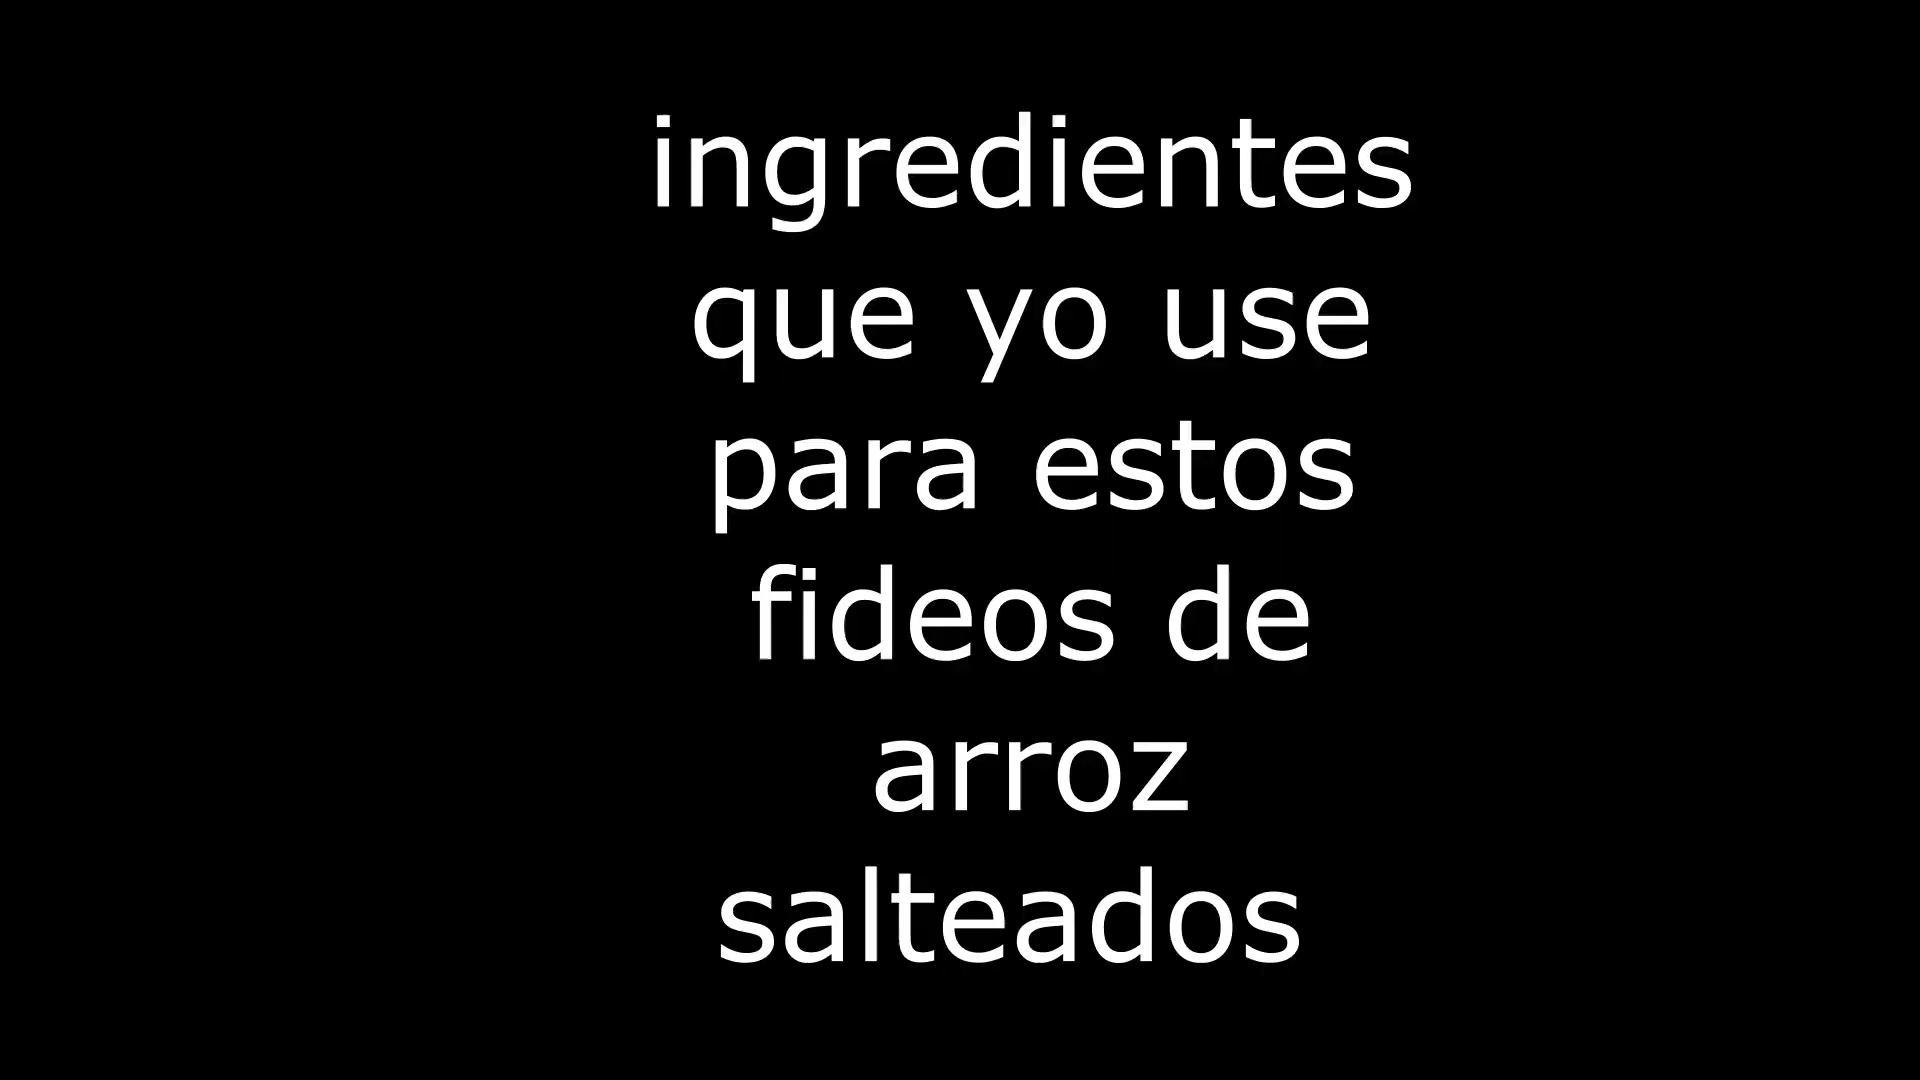 ingredientes
que yo use
para estos
fideos de
arroz
salteados